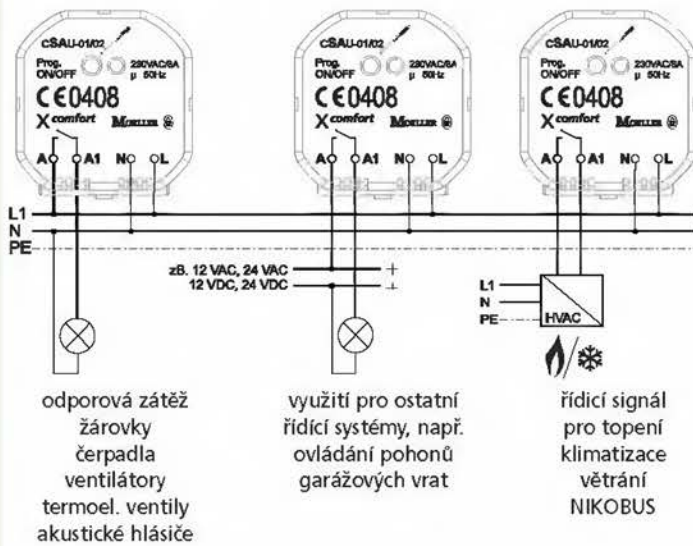 CSAU-01/02
Prog. ON/OFF
230VAC/8A
µ 50Hz
CE0408
Xcomfort MOELLER
A A1 N L
CSAU-01/02
Prog. ON/OFF
230VAC/8A
µ 50Hz
CE0408
Xcomfort MOELLER
A A1 N L
CSAU-01/02
Prog. ON/OFF
230VAC/8A
µ 50Hz
CE0408
Xcomfort MOELLER
A A1 N L
L1
N
PE
zB. 12 VAC, 24 VAC +
12 VDC, 24 VDC
L1
N
PE
HVAC
odporová zátěž
žárovky
čerpadla
ventilátory
termoel. ventily
akustické hlásiče
využití pro ostatní
řídící systémy, např.
ovládání pohonů
garážových vrat
řídicí signál
pro topení
klimatizace
větrání
NIKOBUS